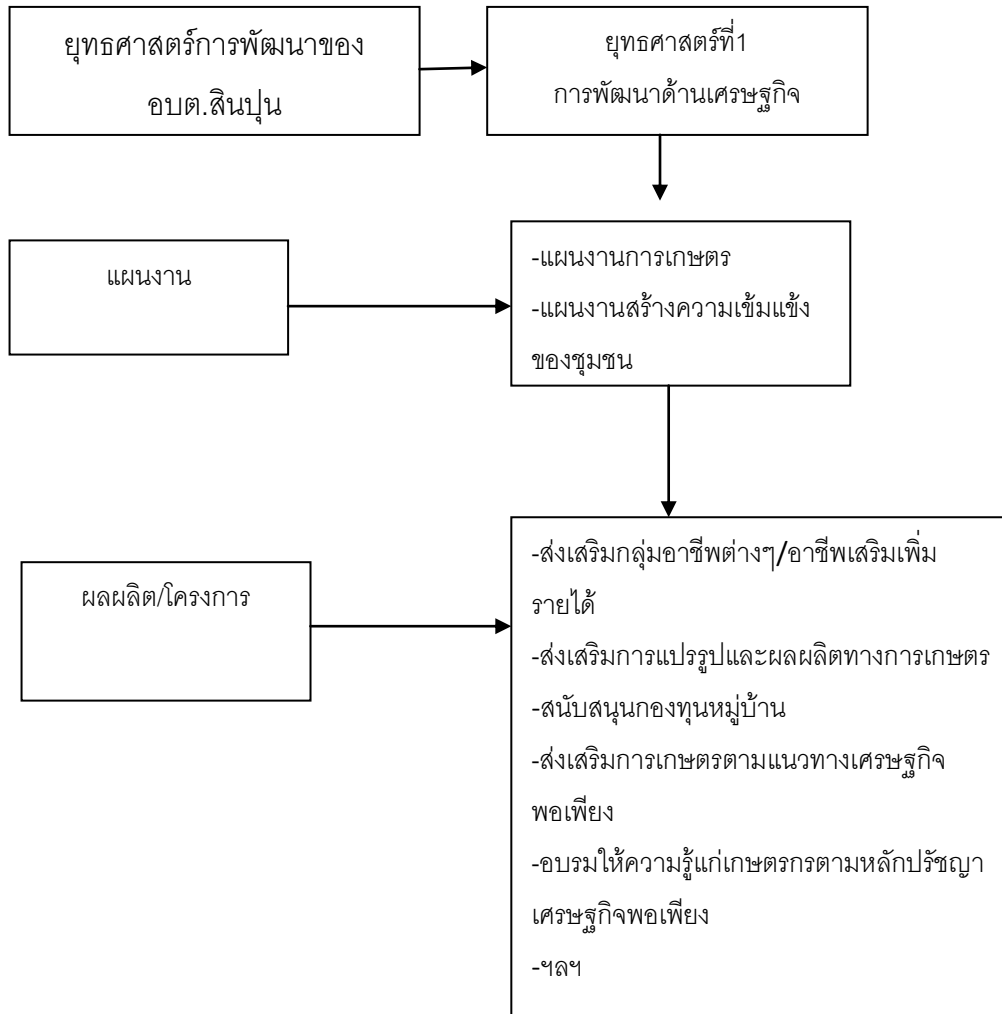 ยุทธศาสตร์การพัฒนาของ
อบต.สินปุน
ยุทธศาสตร์ที่1
การพัฒนาด้านเศรษฐกิจ
แผนงาน
-แผนงานการเกษตร
-แผนงานสร้างความเข้มแข้ง
ของชุมชน
ผลผลิต/โครงการ
-ส่งเสริมกลุ่มอาชีพต่างๆ/อาชีพเสริมเพิ่ม
รายได้
-ส่งเสริมการแปรรูปและผลผลิตทางการเกษตร
-สนับสนุนกองทุนหมู่บ้าน
-ส่งเสริมการเกษตรตามแนวทางเศรษฐกิจ
พอเพียง
-อบรมให้ความรู้แก่เกษตรกรตามหลักปรัชญา
เศรษฐกิจพอเพียง
-ฯลฯ